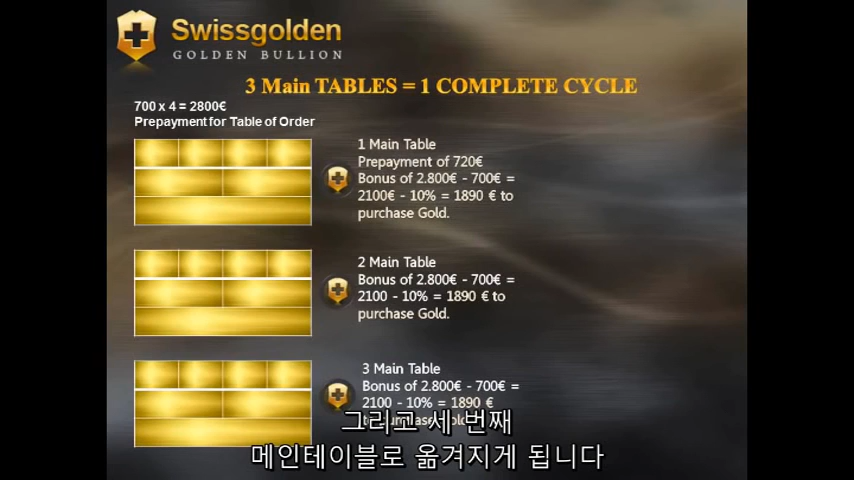 Swissgolden
GOLDEN BULLION
3 Main TABLES = 1 COMPLETE CYCLE
700 x 4 = 2800€
Prepayment for Table of Order
1 Main Table
Prepayment of 720€
Bonus of 2.800€ - 700€ =
2100€ - 10% = 1890 € to
purchase Gold.
2 Main Table
Bonus of 2.800€ - 700€ =
2100 - 10% = 1890 € to
purchase Gold.
3 Main Table
Bonus of 2.800€ - 700€ =
2100 - 10% = 1890 €
to purchase Gold.
그리고 세 번째
메인테이블로 옮겨지게 됩니다